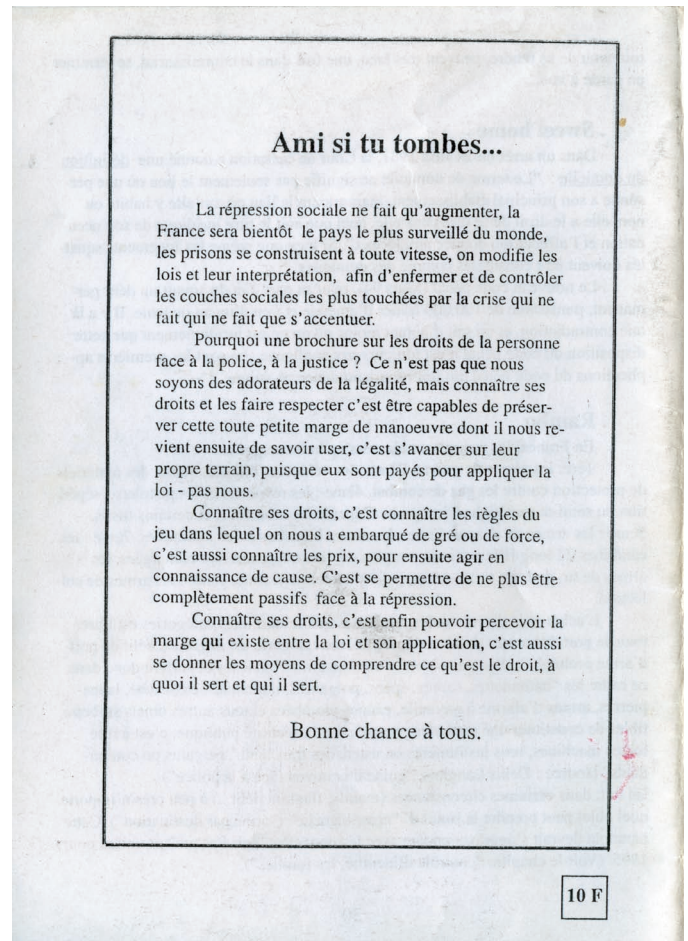 Ami si tu tombes...
La répression sociale ne fait qu'augmenter, la
France sera bientôt le pays le plus surveillé du monde,
les prisons se construisent à toute vitesse, on modifie les
lois et leur interprétation, afin d'enfermer et de contrôler
les couches sociales les plus touchées par la crise qui ne
fait qui ne fait que s'accentuer.
Pourquoi une brochure sur les droits de la personne
face à la police, à la justice ? Ce n'est pas que nous
soyons des adorateurs de la légalité, mais connaître ses
droits et les faire respecter c'est être capables de préser-
ver cette toute petite marge de manoeuvre dont il nous re-
vient ensuite de savoir user, c'est s'avancer sur leur
propre terrain, puisque eux sont payés pour appliquer la
loi - pas nous.
Connaître ses droits, c'est connaître les règles du
jeu dans lequel on nous a embarqué de gré ou de force,
c'est aussi connaître les prix, pour ensuite agir en
connaissance de cause. C'est se permettre de ne plus être
complètement passifs face à la répression.
Connaître ses droits, c'est enfin pouvoir percevoir la
marge qui existe entre la loi et son application, c'est aussi
se donner les moyens de comprendre ce qu'est le droit, à
quoi il sert et qui il sert.
Bonne chance à tous.
10 F